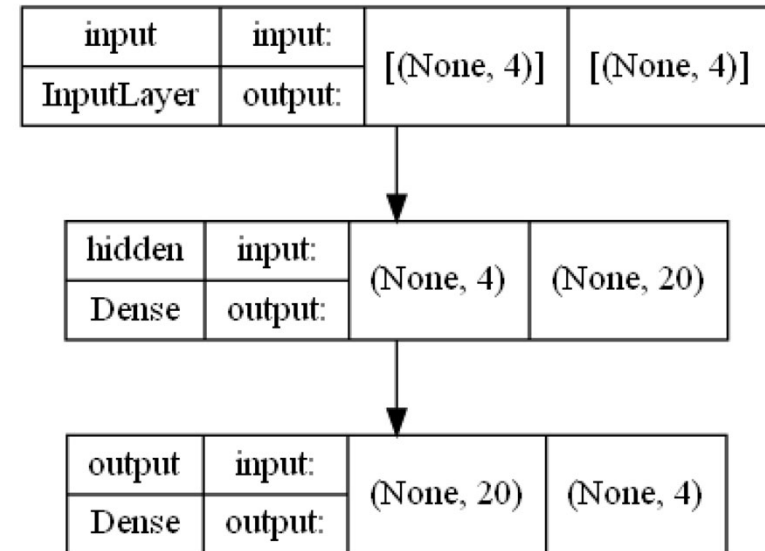 input input: [(None, 4)] [(None, 4)]
InputLayer output:
hidden input: (None, 4) (None, 20)
Dense output:
output input: (None, 20) (None, 4)
Dense output: